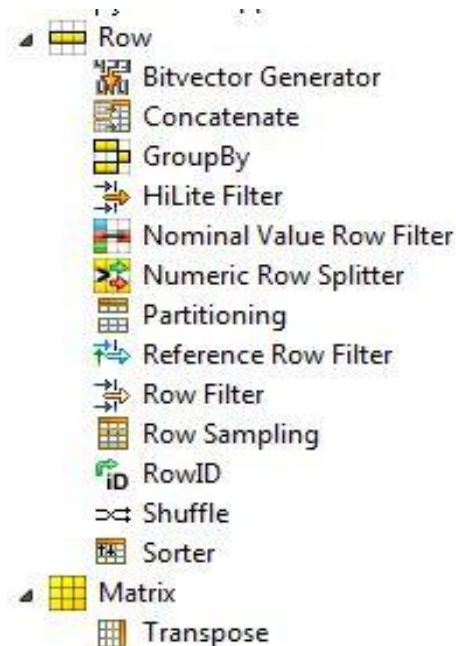 Row
Bitvector Generator
Concatenate
GroupBy
HiLite Filter
Nominal Value Row Filter
Numeric Row Splitter
Partitioning
Reference Row Filter
Row Filter
Row Sampling
iD RowID
Shuffle
Sorter
Matrix
Transpose